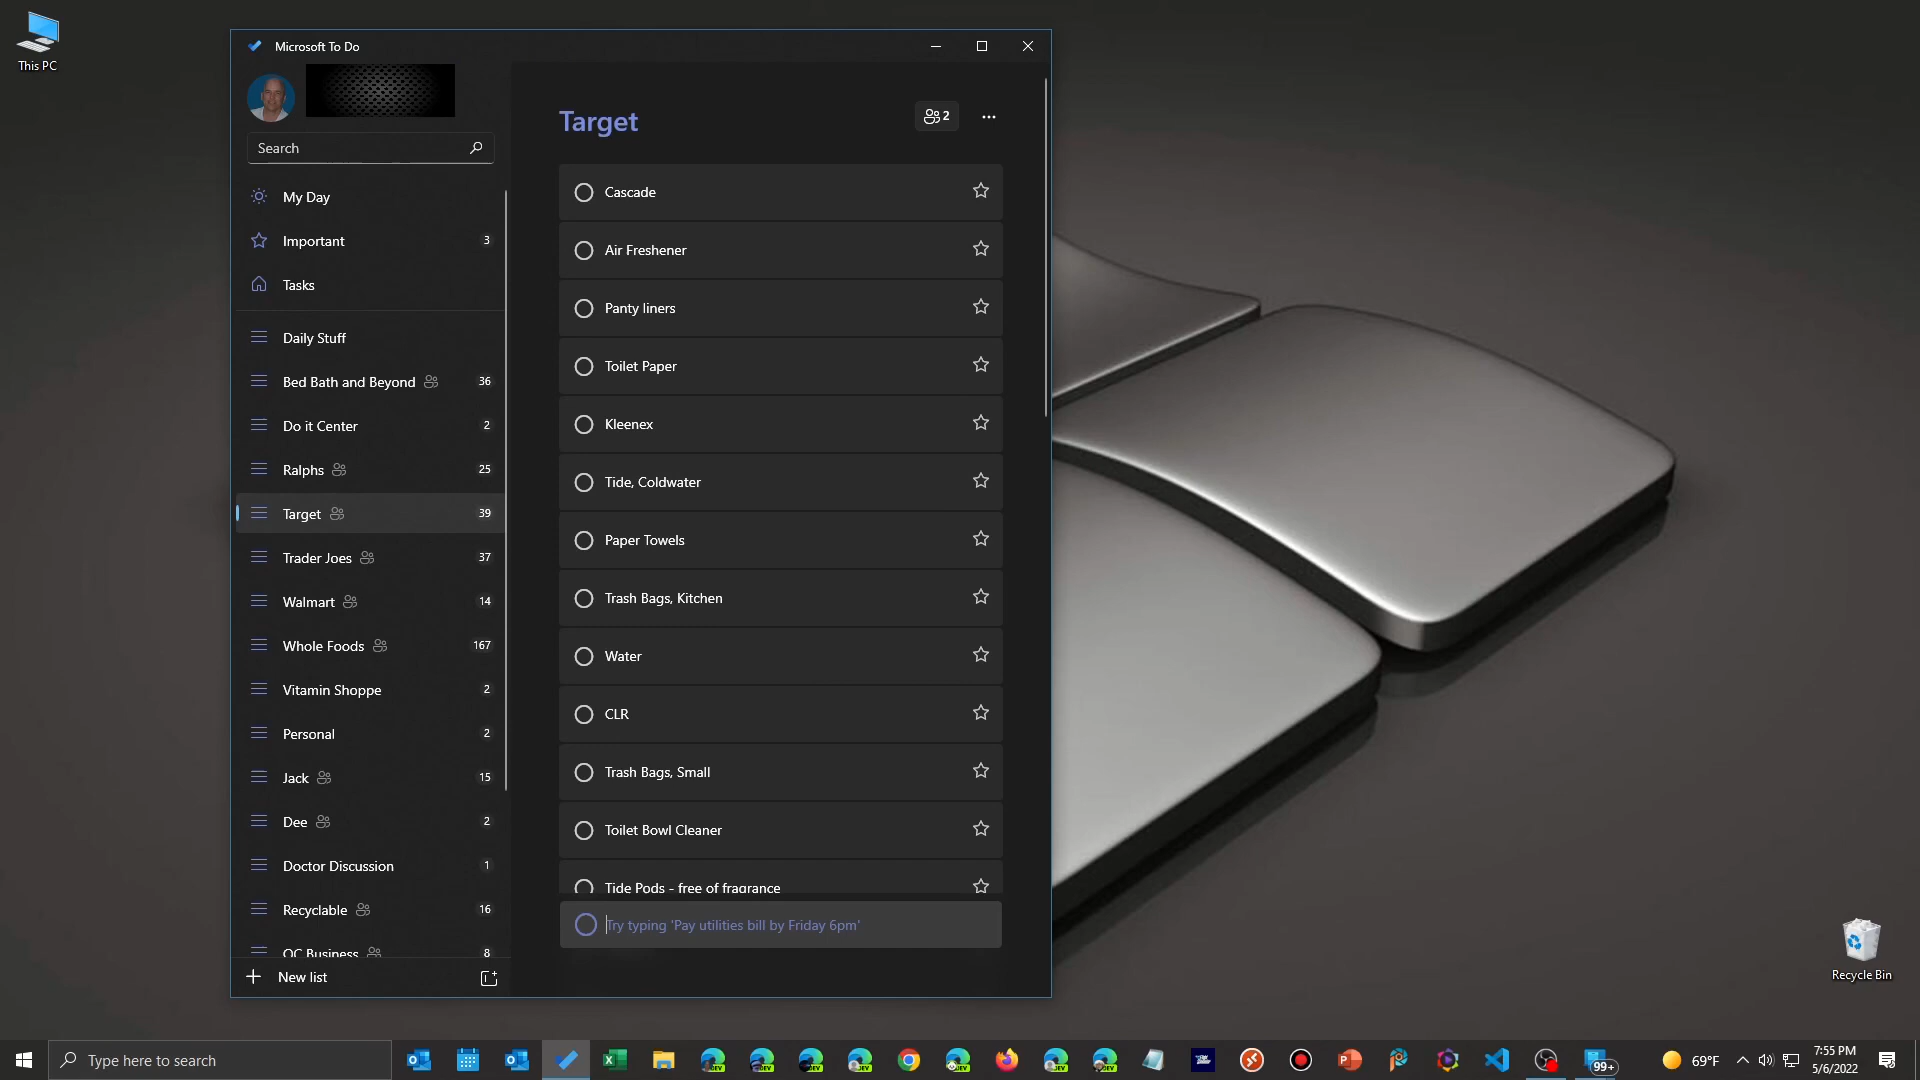 This PC
Microsoft To Do
Search
My Day
Important 3
Tasks
Daily Stuff
Bed Bath and Beyond 36
Do it Center 2
Ralphs 25
Target 39
Trader Joes 37
Walmart 14
Whole Foods 167
Vitamin Shoppe 2
Personal 2
Jack 15
Dee 2
Doctor Discussion 1
Recyclable 16
OC Business 8
New list
Target
2
Cascade
Air Freshener
Panty liners
Toilet Paper
Kleenex
Tide, Coldwater
Paper Towels
Trash Bags, Kitchen
Water
CLR
Trash Bags, Small
Toilet Bowl Cleaner
Tide Pods - free of fragrance
Try typing 'Pay utilities bill by Friday 6pm'
Recycle Bin
Type here to search
99+
69°F
7:55 PM
5/6/2022